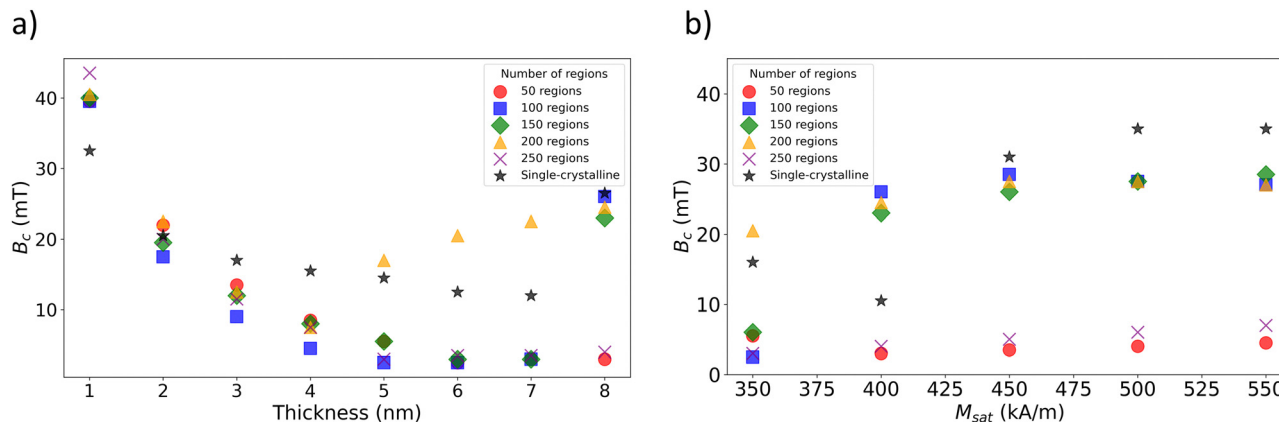 a)
B_c (mT)
40
30
20
10
1 2 3 4 5 6 7 8
Thickness (nm)
Number of regions
50 regions
100 regions
150 regions
200 regions
250 regions
Single-crystalline
b)
B_c (mT)
40
30
20
10
0
350 375 400 425 450 475 500 525 550
M_sat (kA/m)
Number of regions
50 regions
100 regions
150 regions
200 regions
250 regions
Single-crystalline